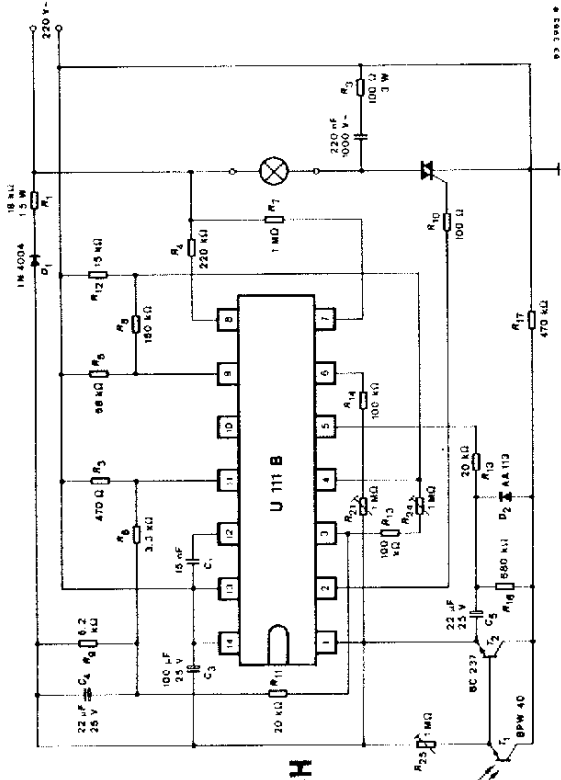 220 V~
18 kΩ
1.5 W
R1
1N 4004
D1
R12
15 kΩ
R8
150 kΩ
R5
68 kΩ
470 Ω
R3
R6
3.3 kΩ
15 nF
C1
6.2
kΩ
R9
22 µF
25 V
C4
100 µF
25 V
C3
R4
220 kΩ
R7
1 MΩ
R3
100 Ω
3 W
220 nF
1000 V~
R10
100 Ω
8
9
10
11
12
13
14
U 111 B
7
6
5
4
3
2
1
R14
100 kΩ
R21
1 MΩ
R24
1 MΩ
100
kΩ
R13
R11
20 kΩ
R17
470 kΩ
20 kΩ
R13
D2
AA 113
680 kΩ
R16
22 µF
25 V
C5
BC 237
T2
R25
1 MΩ
T1
BPW 40
H